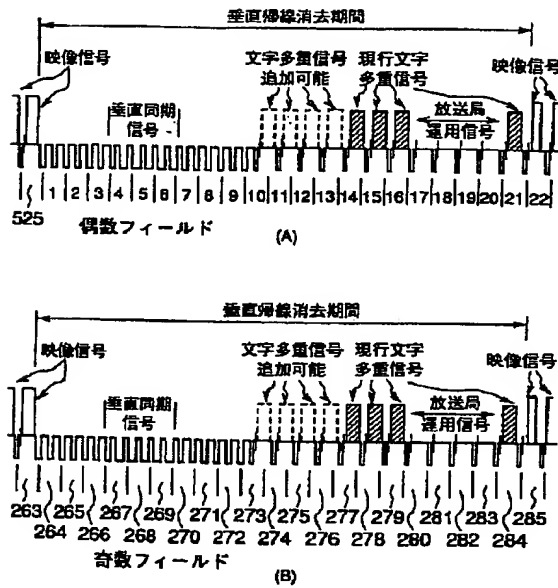 垂直帰線消去期間
映像信号
文字多重信号
追加可能
現行文字
多重信号
映像信号
垂直同期
信号
放送局
運用信号
525 1 2 3 4 5 6 7 8 9 10 11 12 13 14 15 16 17 18 19 20 21 22
偶数フィールド
(A)
垂直帰線消去期間
映像信号
文字多重信号
追加可能
現行文字
多重信号
映像信号
垂直同期
信号
放送局
運用信号
263 265 267 269 271 273 275 277 279 281 283 285
264 266 268 270 272 274 276 278 280 282 284
奇数フィールド
(B)